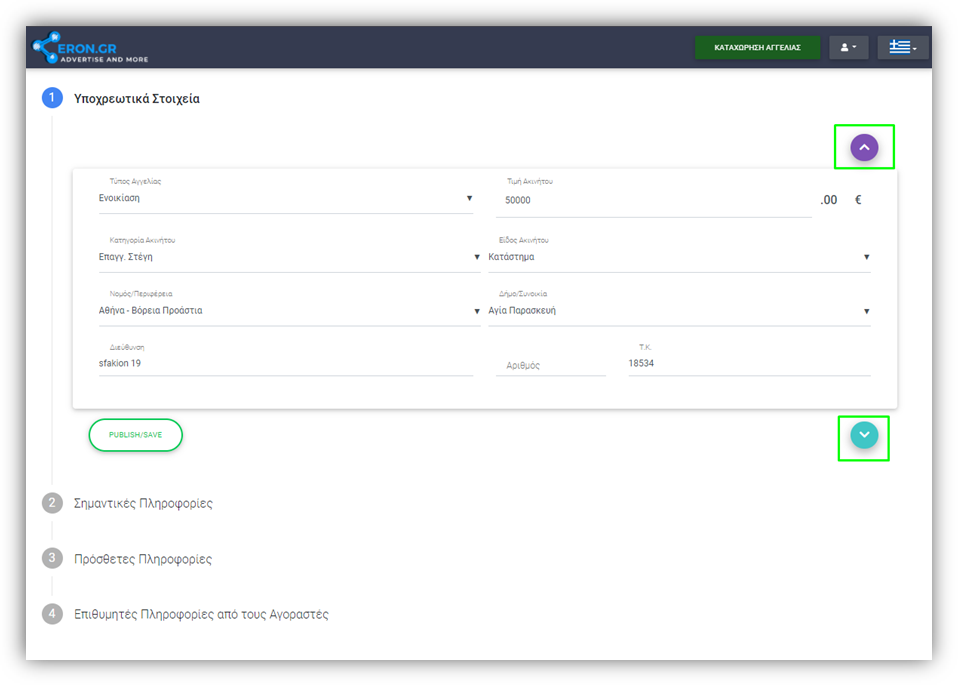 ERON.GR
ADVERTISE AND MORE
ΚΑΤΑΧΩΡΗΣΗ ΑΓΓΕΛΙΑΣ
1 Υποχρεωτικά Στοιχεία
Τύπος Αγγελίας
Ενοικίαση
Τιμή Ακινήτου
50000 .00 €
Κατηγορία Ακινήτου
Επαγγ. Στέγη
Είδος Ακινήτου
Κατάστημα
Νομός/Περιφέρεια
Αθήνα - Βόρεια Προάστια
Δήμο/Συνοικία
Αγία Παρασκευή
Διεύθυνση
sfakion 19
Αριθμός
Τ.Κ.
18534
PUBLISH/SAVE
2 Σημαντικές Πληροφορίες
3 Πρόσθετες Πληροφορίες
4 Επιθυμητές Πληροφορίες από τους Αγοραστές